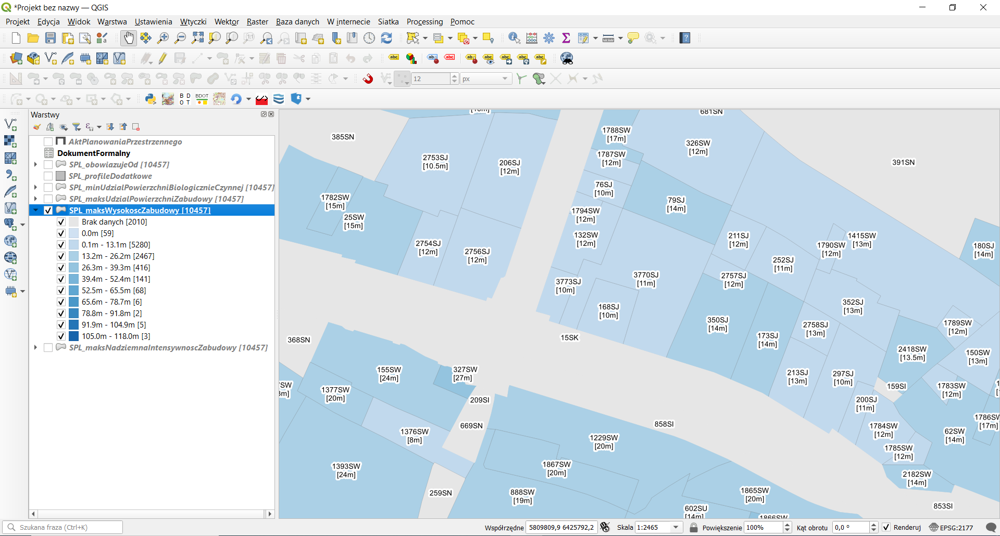 *Projekt bez nazwy — QGIS
Projekt Edycja Widok Warstwa Ustawienia Wtyczki Wektor Raster Baza danych W internecie Siatka Processing Pomoc
12 px
BDOT
Warstwy
AktPlanowaniaPrzestrzennego
DokumentFormalny
SPL_obowiazujeOd [10457]
SPL_profileDodatkowe
SPL_minUdzialPowierzchniBiologicznieCzynnej [10457]
SPL_maksUdzialPowierzchniZabudowy [10457]
SPL_maksWysokoscZabudowy [10457]
Brak danych [2010]
0.0m [59]
0.1m - 13.1m [5280]
13.2m - 26.2m [2467]
26.3m - 39.3m [416]
39.4m - 52.4m [141]
52.5m - 65.5m [68]
65.6m - 78.7m [6]
78.8m - 91.8m [2]
91.9m - 104.9m [5]
105.0m - 118.0m [3]
SPL_maksNadziemnaIntensywnoscZabudowy [10457]
681SN
385SN
1788SW
[17m]
326SW
[12m]
2753SJ
[10.5m]
206SJ
[12m]
1787SW
[12m]
391SN
76SJ
[10m]
1782SW
[15m]
79SJ
[14m]
25SW
[15m]
1794SW
[12m]
132SW
[12m]
211SJ
[12m]
1790SW
[12m]
1415SW
[13m]
180SJ
[14m]
2754SJ
[12m]
2756SJ
[12m]
252SJ
[11m]
3773SJ
[10m]
3770SJ
[11m]
2757SJ
[12m]
168SJ
[10m]
352SJ
[13m]
350SJ
[14m]
2758SJ
[13m]
1789SW
[12m]
368SN
15SK
173SJ
[14m]
2418SW
[13.5m]
150SW
[13m]
155SW
[24m]
327SW
[27m]
213SJ
[13m]
297SJ
[10m]
159SI
1783SW
[12m]
1377SW
[20m]
209SI
200SJ
[11m]
669SN
858SI
1786SW
[17m]
1376SW
[8m]
1229SW
[20m]
1784SW
[12m]
62SW
[14m]
1785SW
[12m]
1393SW
[24m]
1867SW
[20m]
2182SW
[14m]
259SN
888SW
[19m]
1865SW
[20m]
853SI
602SU
[14m]
1866SW
Szukana fraza (Ctrl+K) Współrzędne 5809809,9 6425792,2 Skala 1:2465 Powiększenie 100% Kąt obrotu 0,0 ° Renderuj EPSG:2177